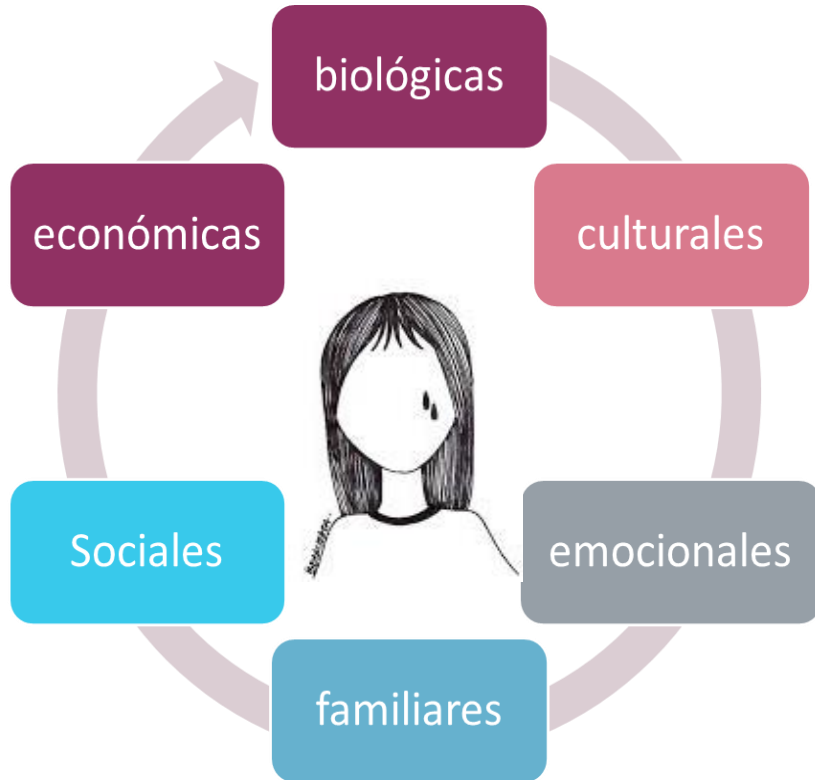 biológicas
culturales
emocionales
familiares
Sociales
económicas